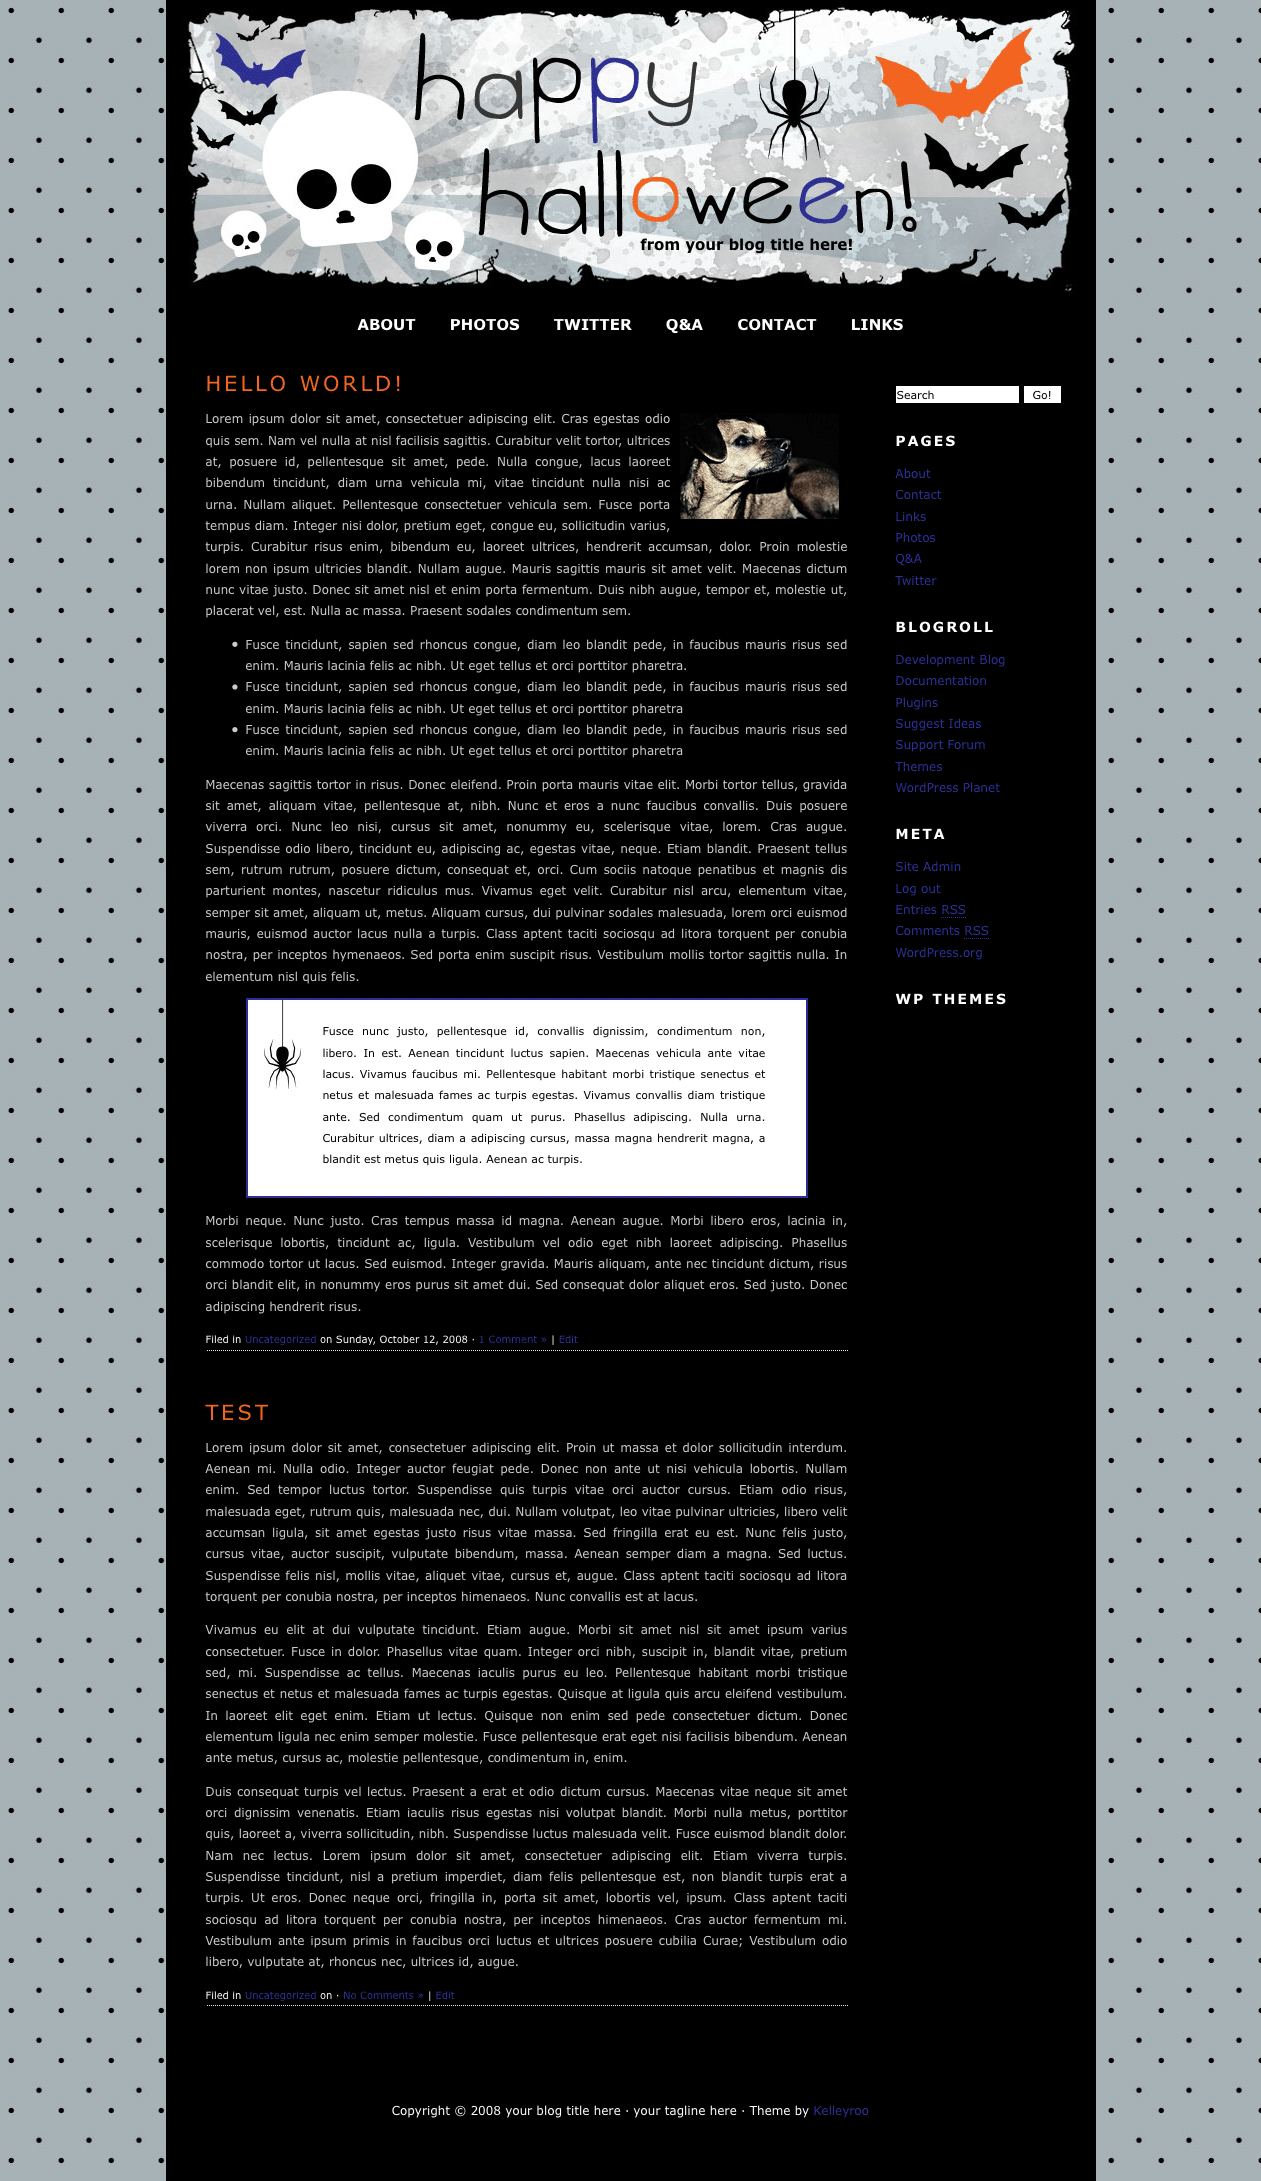 happy
halloween!
from your blog title here!
ABOUT PHOTOS TWITTER Q&A CONTACT LINKS
HELLO WORLD!
Lorem ipsum dolor sit amet, consectetuer adipiscing elit. Cras egestas odio
quis sem. Nam vel nulla at nisl facilisis sagittis. Curabitur velit tortor, ultrices
at, posuere id, pellentesque sit amet, pede. Nulla congue, lacus laoreet
bibendum tincidunt, diam urna vehicula mi, vitae tincidunt nulla nisi ac
urna. Nullam aliquet. Pellentesque consectetuer vehicula sem. Fusce porta
tempus diam. Integer nisi dolor, pretium eget, congue eu, sollicitudin varius,
turpis. Curabitur risus enim, bibendum eu, laoreet ultrices, hendrerit accumsan, dolor. Proin molestie
lorem non ipsum ultricies blandit. Nullam augue. Mauris sagittis mauris sit amet velit. Maecenas dictum
nunc vitae justo. Donec sit amet nisl et enim porta fermentum. Duis nibh augue, tempor et, molestie ut,
placerat vel, est. Nulla ac massa. Praesent sodales condimentum sem.
• Fusce tincidunt, sapien sed rhoncus congue, diam leo blandit pede, in faucibus mauris risus sed
enim. Mauris lacinia felis ac nibh. Ut eget tellus et orci porttitor pharetra.
• Fusce tincidunt, sapien sed rhoncus congue, diam leo blandit pede, in faucibus mauris risus sed
enim. Mauris lacinia felis ac nibh. Ut eget tellus et orci porttitor pharetra
• Fusce tincidunt, sapien sed rhoncus congue, diam leo blandit pede, in faucibus mauris risus sed
enim. Mauris lacinia felis ac nibh. Ut eget tellus et orci porttitor pharetra
Maecenas sagittis tortor in risus. Donec eleifend. Proin porta mauris vitae elit. Morbi tortor tellus, gravida
sit amet, aliquam vitae, pellentesque at, nibh. Nunc et eros a nunc faucibus convallis. Duis posuere
viverra orci. Nunc leo nisi, cursus sit amet, nonummy eu, scelerisque vitae, lorem. Cras augue.
Suspendisse odio libero, tincidunt eu, adipiscing ac, egestas vitae, neque. Etiam blandit. Praesent tellus
sem, rutrum rutrum, posuere dictum, consequat et, orci. Cum sociis natoque penatibus et magnis dis
parturient montes, nascetur ridiculus mus. Vivamus eget velit. Curabitur nisl arcu, elementum vitae,
semper sit amet, aliquam ut, metus. Aliquam cursus, dui pulvinar sodales malesuada, lorem orci euismod
mauris, euismod auctor lacus nulla a turpis. Class aptent taciti sociosqu ad litora torquent per conubia
nostra, per inceptos hymenaeos. Sed porta enim suscipit risus. Vestibulum mollis tortor sagittis nulla. In
elementum nisl quis felis.
Fusce nunc justo, pellentesque id, convallis dignissim, condimentum non,
libero. In est. Aenean tincidunt luctus sapien. Maecenas vehicula ante vitae
lacus. Vivamus faucibus mi. Pellentesque habitant morbi tristique senectus et
netus et malesuada fames ac turpis egestas. Vivamus convallis diam tristique
ante. Sed condimentum quam ut purus. Phasellus adipiscing. Nulla urna.
Curabitur ultrices, diam a adipiscing cursus, massa magna hendrerit magna, a
blandit est metus quis ligula. Aenean ac turpis.
Morbi neque. Nunc justo. Cras tempus massa id magna. Aenean augue. Morbi libero eros, lacinia in,
scelerisque lobortis, tincidunt ac, ligula. Vestibulum vel odio eget nibh laoreet adipiscing. Phasellus
commodo tortor ut lacus. Sed euismod. Integer gravida. Mauris aliquam, ante nec tincidunt dictum, risus
orci blandit elit, in nonummy eros purus sit amet dui. Sed consequat dolor aliquet eros. Sed justo. Donec
adipiscing hendrerit risus.
Filed in Uncategorized on Sunday, October 12, 2008 · 1 Comment » | Edit
TEST
Lorem ipsum dolor sit amet, consectetuer adipiscing elit. Proin ut massa et dolor sollicitudin interdum.
Aenean mi. Nulla odio. Integer auctor feugiat pede. Donec non ante ut nisi vehicula lobortis. Nullam
enim. Sed tempor luctus tortor. Suspendisse quis turpis vitae orci auctor cursus. Etiam odio risus,
malesuada eget, rutrum quis, malesuada nec, dui. Nullam volutpat, leo vitae pulvinar ultricies, libero velit
accumsan ligula, sit amet egestas justo risus vitae massa. Sed fringilla erat eu est. Nunc felis justo,
cursus vitae, auctor suscipit, vulputate bibendum, massa. Aenean semper diam a magna. Sed luctus.
Suspendisse felis nisl, mollis vitae, aliquet vitae, cursus et, augue. Class aptent taciti sociosqu ad litora
torquent per conubia nostra, per inceptos himenaeos. Nunc convallis est at lacus.
Vivamus eu elit at dui vulputate tincidunt. Etiam augue. Morbi sit amet nisl sit amet ipsum varius
consectetuer. Fusce in dolor. Phasellus vitae quam. Integer orci nibh, suscipit in, blandit vitae, pretium
sed, mi. Suspendisse ac tellus. Maecenas iaculis purus eu leo. Pellentesque habitant morbi tristique
senectus et netus et malesuada fames ac turpis egestas. Quisque at ligula quis arcu eleifend vestibulum.
In laoreet elit eget enim. Etiam ut lectus. Quisque non enim sed pede consectetuer dictum. Donec
elementum ligula nec enim semper molestie. Fusce pellentesque erat eget nisi facilisis bibendum. Aenean
ante metus, cursus ac, molestie pellentesque, condimentum in, enim.
Duis consequat turpis vel lectus. Praesent a erat et odio dictum cursus. Maecenas vitae neque sit amet
orci dignissim venenatis. Etiam iaculis risus egestas nisi volutpat blandit. Morbi nulla metus, porttitor
quis, laoreet a, viverra sollicitudin, nibh. Suspendisse luctus malesuada velit. Fusce euismod blandit dolor.
Nam nec lectus. Lorem ipsum dolor sit amet, consectetuer adipiscing elit. Etiam viverra turpis.
Suspendisse tincidunt, nisl a pretium imperdiet, diam felis pellentesque est, non blandit turpis erat a
turpis. Ut eros. Donec neque orci, fringilla in, porta sit amet, lobortis vel, ipsum. Class aptent taciti
sociosqu ad litora torquent per conubia nostra, per inceptos himenaeos. Cras auctor fermentum mi.
Vestibulum ante ipsum primis in faucibus orci luctus et ultrices posuere cubilia Curae; Vestibulum odio
libero, vulputate at, rhoncus nec, ultrices id, augue.
Filed in Uncategorized on · No Comments » | Edit
Search Go!
PAGES
About
Contact
Links
Photos
Q&A
Twitter
BLOGROLL
Development Blog
Documentation
Plugins
Suggest Ideas
Support Forum
Themes
WordPress Planet
META
Site Admin
Log out
Entries RSS
Comments RSS
WordPress.org
WP THEMES
Copyright © 2008 your blog title here · your tagline here · Theme by Kelleyroo